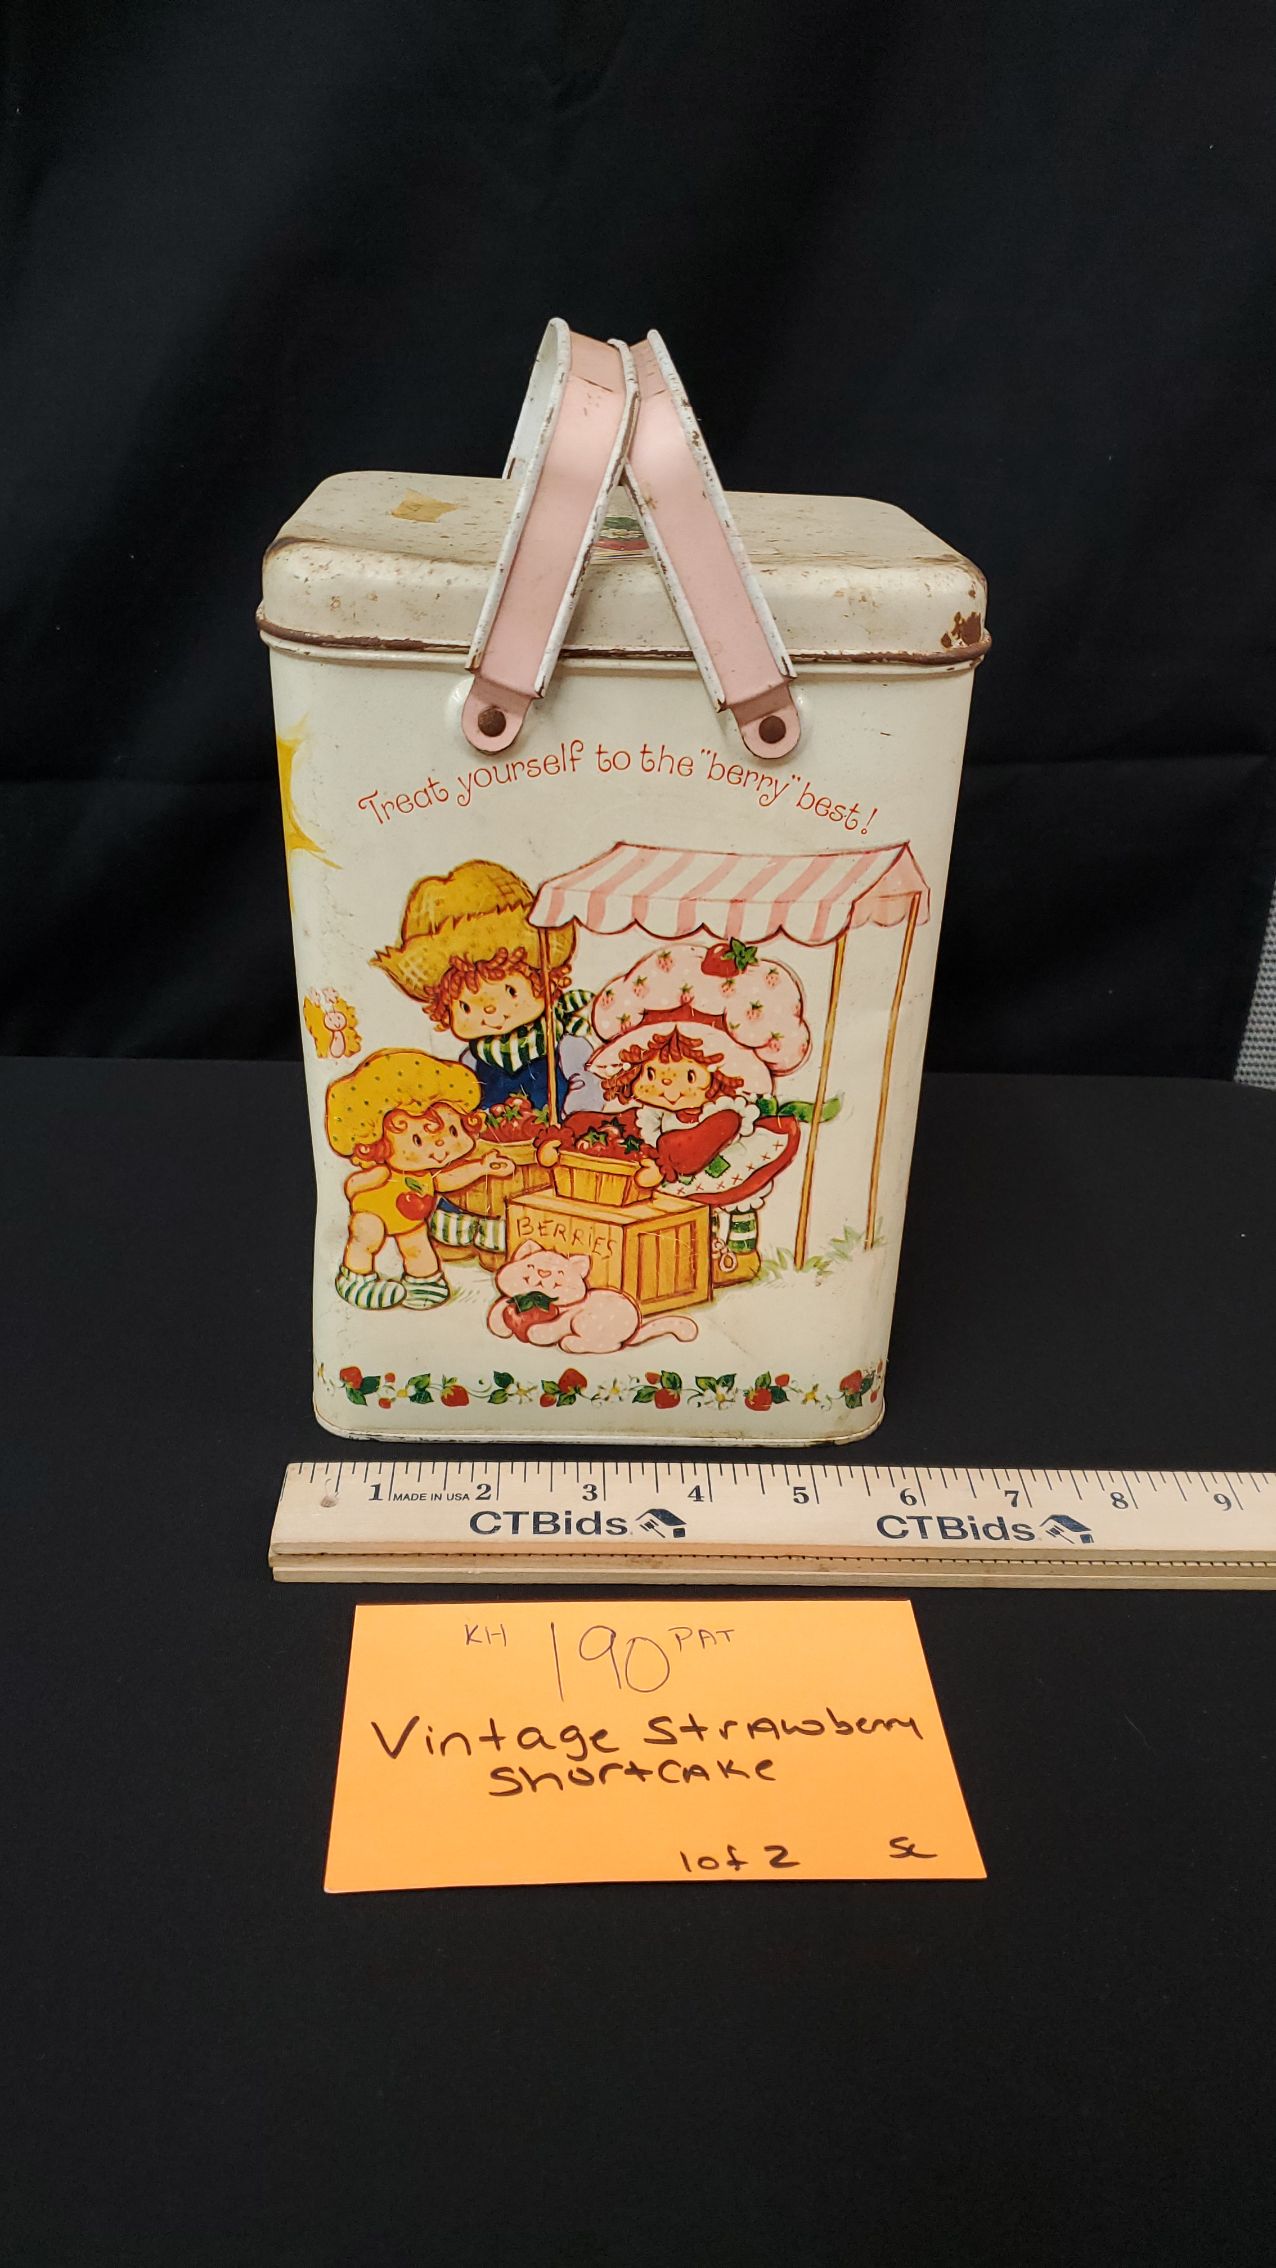 Treat yourself to the "berry" best!
BERRIES
1 MADE IN USA 2 3 4 5 6 7 8 9
CTBids CTBids
KH 190 PAT
Vintage Strawberry
Shortcake
1 of 2 SC